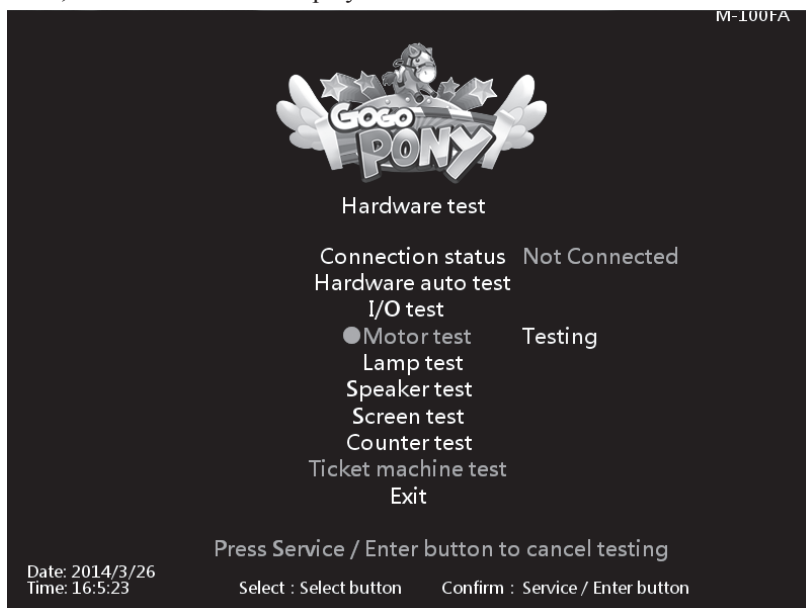 M-100FA
GOGO
PONY
Hardware test
Connection status Not Connected
Hardware auto test
I/O test
●Motor test Testing
Lamp test
Speaker test
Screen test
Counter test
Ticket machine test
Exit
Press Service / Enter button to cancel testing
Date: 2014/3/26
Time: 16:5:23 Select : Select button Confirm : Service / Enter button